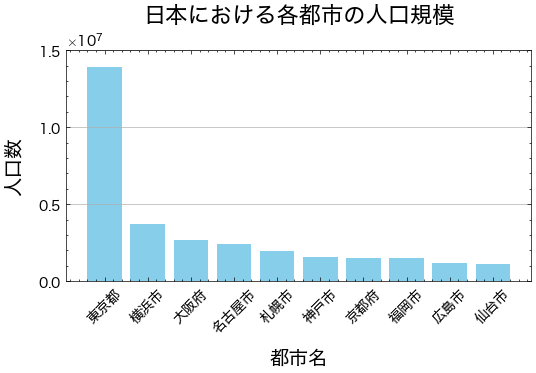 日本における各都市の人口規模
×10⁷
1.5
1.0
0.5
0.0
人口数
東京都
横浜市
大阪府
名古屋市
札幌市
神戸市
京都府
福岡市
広島市
仙台市
都市名